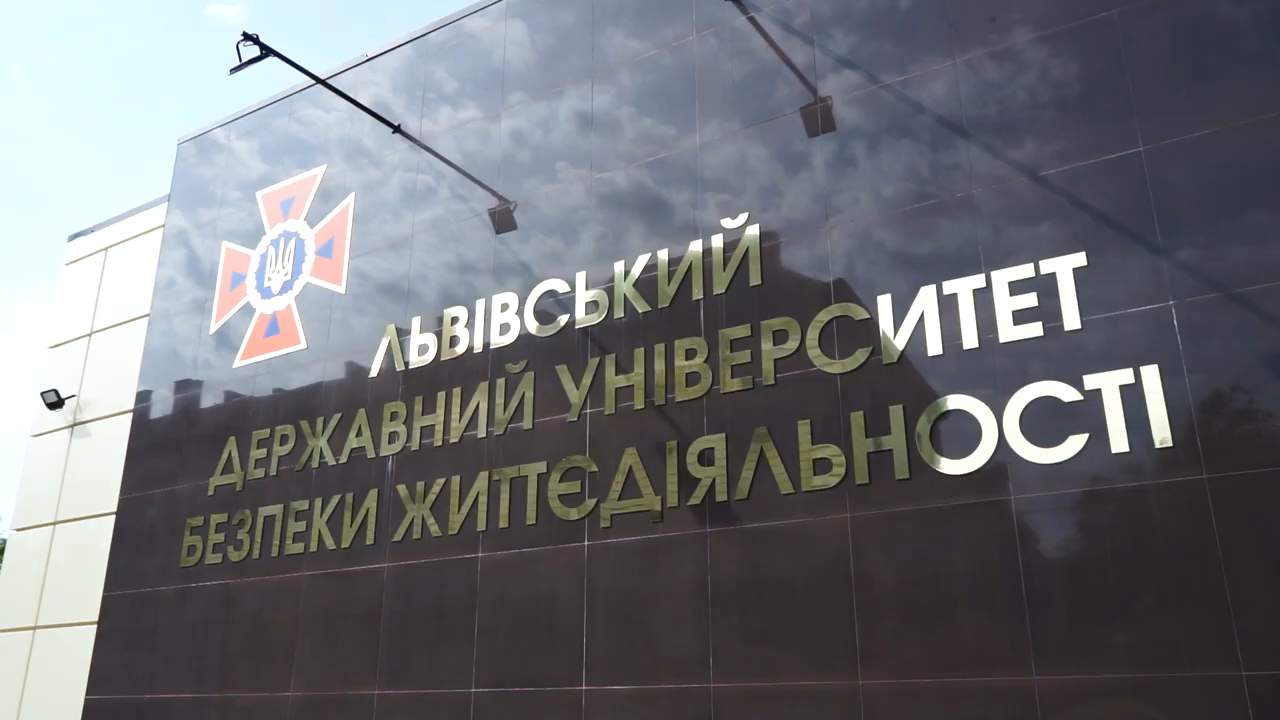 ЛЬВІВСЬКИЙ
ДЕРЖАВНИЙ УНІВЕРСИТЕТ
БЕЗПЕКИ ЖИТТЄДІЯЛЬНОСТІ